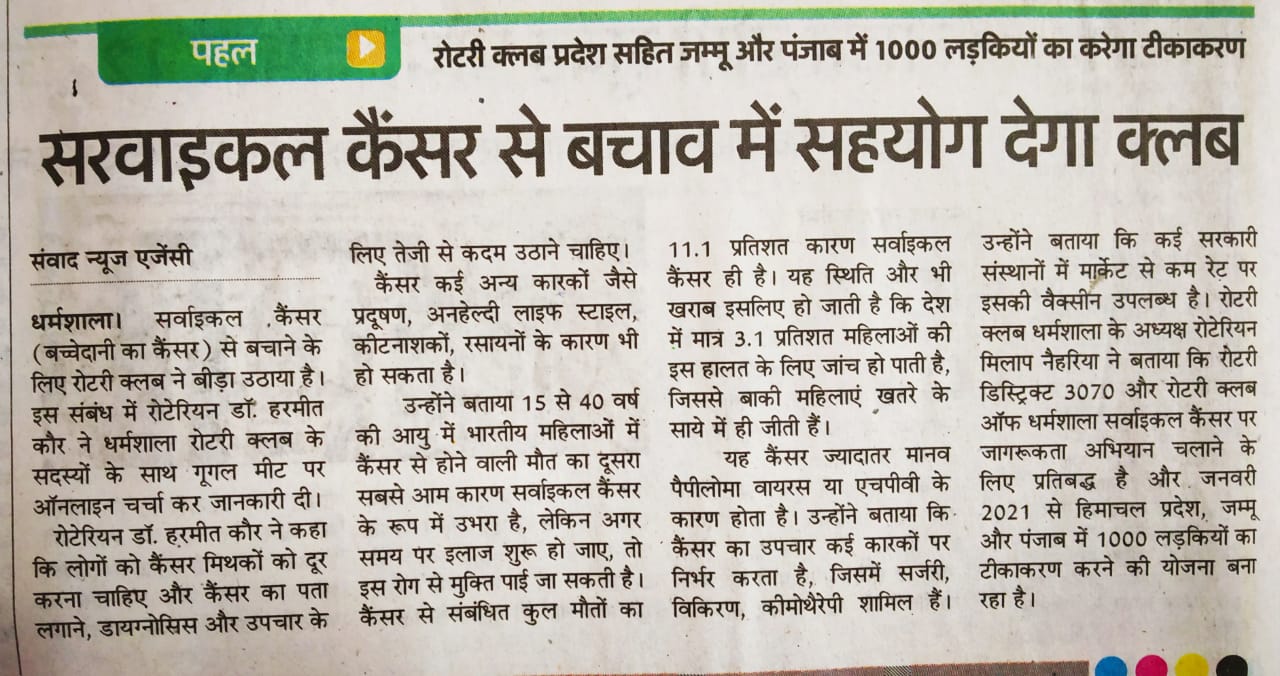 पहल
रोटरी क्लब प्रदेश सहित जम्मू और पंजाब में 1000 लड़कियों का करेगा टीकाकरण
सरवाइकल कैंसर से बचाव में सहयोग देगा क्लब
संवाद न्यूज एजेंसी
धर्मशाला। सर्वाइकल कैंसर
(बच्चेदानी का कैंसर) से बचाने के
लिए रोटरी क्लब ने बीड़ा उठाया है।
इस संबंध में रोटेरियन डॉ. हरमीत
कौर ने धर्मशाला रोटरी क्लब के
सदस्यों के साथ गूगल मीट पर
ऑनलाइन चर्चा कर जानकारी दी।
रोटेरियन डॉ. हरमीत कौर ने कहा
कि लोगों को कैंसर मिथकों को दूर
करना चाहिए और कैंसर का पता
लगाने, डायग्नोसिस और उपचार के
लिए तेजी से कदम उठाने चाहिए।
कैंसर कई अन्य कारकों जैसे
प्रदूषण, अनहेल्दी लाइफ स्टाइल,
कीटनाशकों, रसायनों के कारण भी
हो सकता है।
उन्होंने बताया 15 से 40 वर्ष
की आयु में भारतीय महिलाओं में
कैंसर से होने वाली मौत का दूसरा
सबसे आम कारण सर्वाइकल कैंसर
के रूप में उभरा है, लेकिन अगर
समय पर इलाज शुरू हो जाए, तो
इस रोग से मुक्ति पाई जा सकती है।
कैंसर से संबंधित कुल मौतों का
11.1 प्रतिशत कारण सर्वाइकल
कैंसर ही है। यह स्थिति और भी
खराब इसलिए हो जाती है कि देश
में मात्र 3.1 प्रतिशत महिलाओं की
इस हालत के लिए जांच हो पाती है,
जिससे बाकी महिलाएं खतरे के
साये में ही जीती हैं।
यह कैंसर ज्यादातर मानव
पैपीलोमा वायरस या एचपीवी के
कारण होता है। उन्होंने बताया कि
कैंसर का उपचार कई कारकों पर
निर्भर करता है, जिसमें सर्जरी,
विकिरण, कीमोथैरेपी शामिल हैं।
उन्होंने बताया कि कई सरकारी
संस्थानों में मार्केट से कम रेट पर
इसकी वैक्सीन उपलब्ध है। रोटरी
क्लब धर्मशाला के अध्यक्ष रोटेरियन
मिलाप नैहरिया ने बताया कि रोटरी
डिस्ट्रिक्ट 3070 और रोटरी क्लब
ऑफ धर्मशाला सर्वाइकल कैंसर पर
जागरूकता अभियान चलाने के
लिए प्रतिबद्ध है और जनवरी
2021 से हिमाचल प्रदेश, जम्मू
और पंजाब में 1000 लड़कियों का
टीकाकरण करने की योजना बना
रहा है।